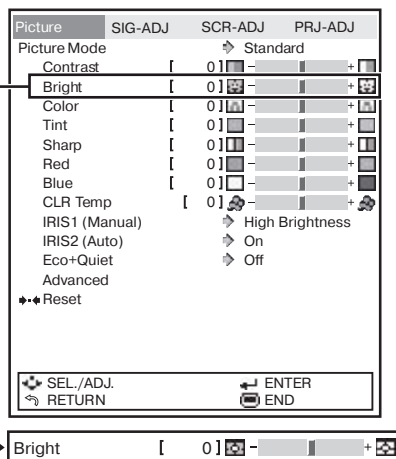 Picture SIG-ADJ SCR-ADJ PRJ-ADJ
Picture Mode Standard
Contrast [ 0 ] - +
Bright [ 0 ] - +
Color [ 0 ] - +
Tint [ 0 ] - +
Sharp [ 0 ] - +
Red [ 0 ] - +
Blue [ 0 ] - +
CLR Temp [ 0 ] - +
IRIS1 (Manual) High Brightness
IRIS2 (Auto) On
Eco+Quiet Off
Advanced
Reset
SEL./ADJ. ENTER
RETURN END
Bright [ 0 ] - +